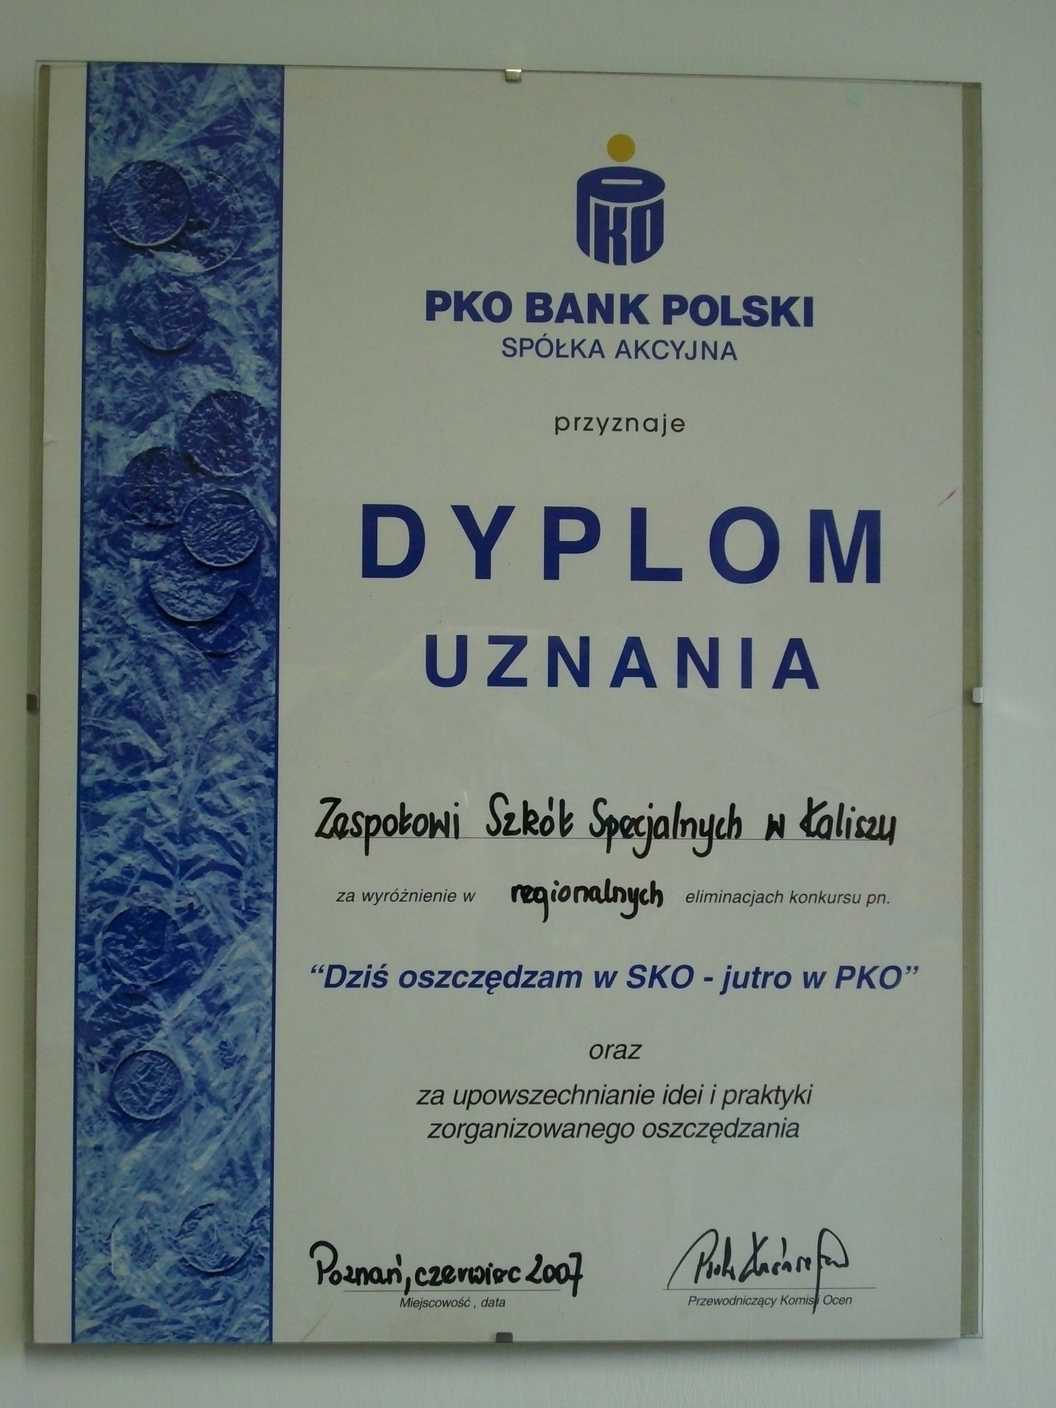 PKO
PKO BANK POLSKI
SPÓŁKA AKCYJNA
przyznaje
DYPLOM
UZNANIA
Zespołowi Szkół Specjalnych w Kaliszu
za wyróżnienie w regionalnych eliminacjach konkursu pn.
“Dziś oszczędzam w SKO - jutro w PKO”
oraz
za upowszechnianie idei i praktyki
zorganizowanego oszczędzania
Poznań, czerwiec 2007
Miejscowość , data
Przewodniczący Komisji Ocen